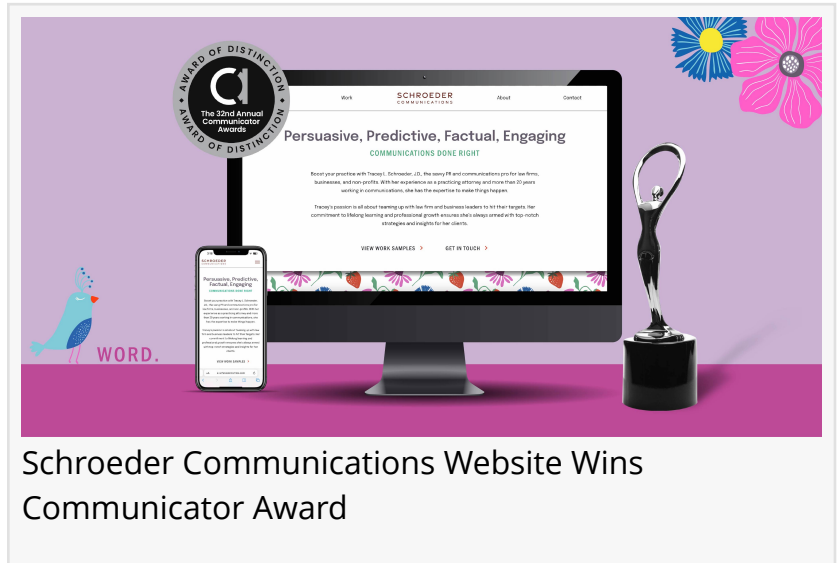 AWARD OF DISTINCTION
The 32nd Annual
Communicator
Awards
AWARD OF DISTINCTION
Work
SCHROEDER
COMMUNICATIONS
About
Contact
Persuasive, Predictive, Factual, Engaging
COMMUNICATIONS DONE RIGHT
Boost your practice with Tracey L. Schroeder, J.D., the savvy PR and communications pro for law firms,
businesses, and non-profits. With her experience as a practicing attorney and more than 20 years
working in communications, she has the expertise to make things happen.
Tracey's passion is all about teaming up with law firm and business leaders to hit their targets. Her
commitment to lifelong learning and professional growth ensures she's always armed with top-notch
strategies and insights for her clients.
VIEW WORK SAMPLES >
GET IN TOUCH >
SCHROEDER
Persuasive, Predictive,
Factual, Engaging
COMMUNICATIONS DONE RIGHT
VIEW WORK SAMPLES >
WORD.
Schroeder Communications Website Wins
Communicator Award